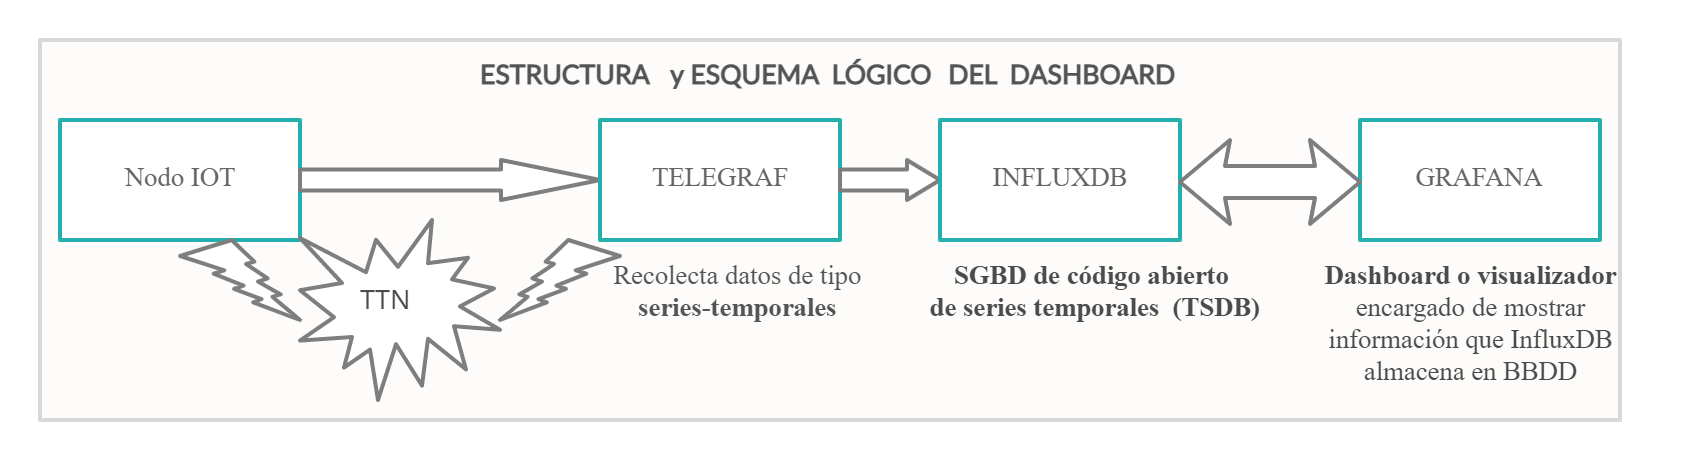 ESTRUCTURA y ESQUEMA LÓGICO DEL DASHBOARD
Nodo IOT
TELEGRAF
INFLUXDB
GRAFANA
TTN
Recolecta datos de tipo
series-temporales
SGBD de código abierto
de series temporales (TSDB)
Dashboard o visualizador
encargado de mostrar
información que InfluxDB
almacena en BBDD